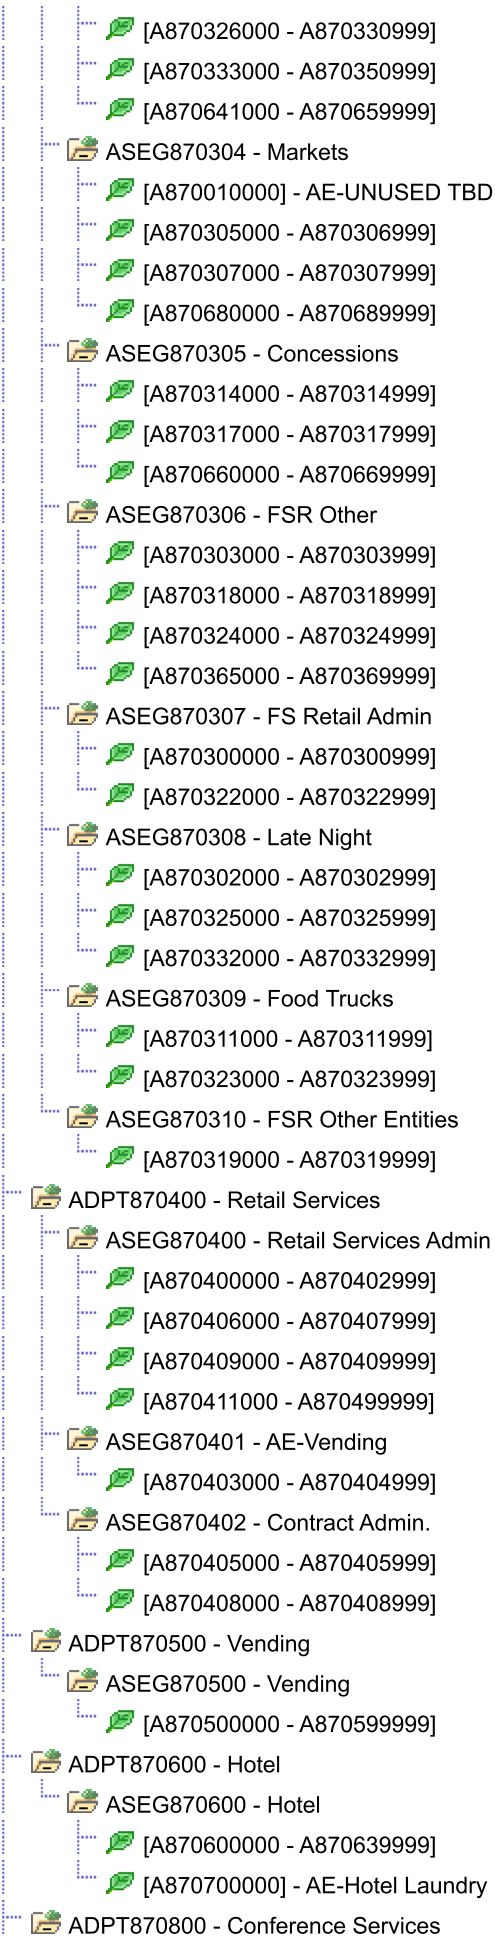 [A870326000 - A870330999]
[A870333000 - A870350999]
[A870641000 - A870659999]
ASEG870304 - Markets
[A870010000] - AE-UNUSED TBD
[A870305000 - A870306999]
[A870307000 - A870307999]
[A870680000 - A870689999]
ASEG870305 - Concessions
[A870314000 - A870314999]
[A870317000 - A870317999]
[A870660000 - A870669999]
ASEG870306 - FSR Other
[A870303000 - A870303999]
[A870318000 - A870318999]
[A870324000 - A870324999]
[A870365000 - A870369999]
ASEG870307 - FS Retail Admin
[A870300000 - A870300999]
[A870322000 - A870322999]
ASEG870308 - Late Night
[A870302000 - A870302999]
[A870325000 - A870325999]
[A870332000 - A870332999]
ASEG870309 - Food Trucks
[A870311000 - A870311999]
[A870323000 - A870323999]
ASEG870310 - FSR Other Entities
[A870319000 - A870319999]
ADPT870400 - Retail Services
ASEG870400 - Retail Services Admin
[A870400000 - A870402999]
[A870406000 - A870407999]
[A870409000 - A870409999]
[A870411000 - A870499999]
ASEG870401 - AE-Vending
[A870403000 - A870404999]
ASEG870402 - Contract Admin.
[A870405000 - A870405999]
[A870408000 - A870408999]
ADPT870500 - Vending
ASEG870500 - Vending
[A870500000 - A870599999]
ADPT870600 - Hotel
ASEG870600 - Hotel
[A870600000 - A870639999]
[A870700000] - AE-Hotel Laundry
ADPT870800 - Conference Services